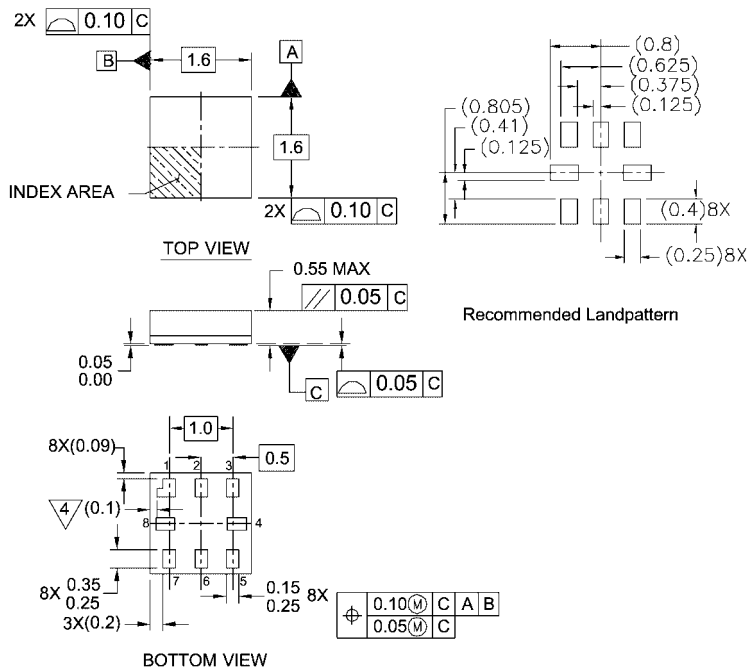 2X 0.10 C
B
1.6
A
1.6
INDEX AREA
2X 0.10 C
TOP VIEW
(0.8)
(0.625)
(0.375)
(0.125)
(0.805)
(0.41)
(0.125)
(0.4)8X
(0.25)8X
Recommended Landpattern
0.55 MAX
// 0.05 C
0.05
0.00
C
0.05 C
1.0
0.5
8X(0.09)
1 2 3
4 (0.1)
8 4
7 6 5
8X 0.35
0.25
3X(0.2)
0.15
0.25
8X
0.10 M C A B
0.05 M C
BOTTOM VIEW